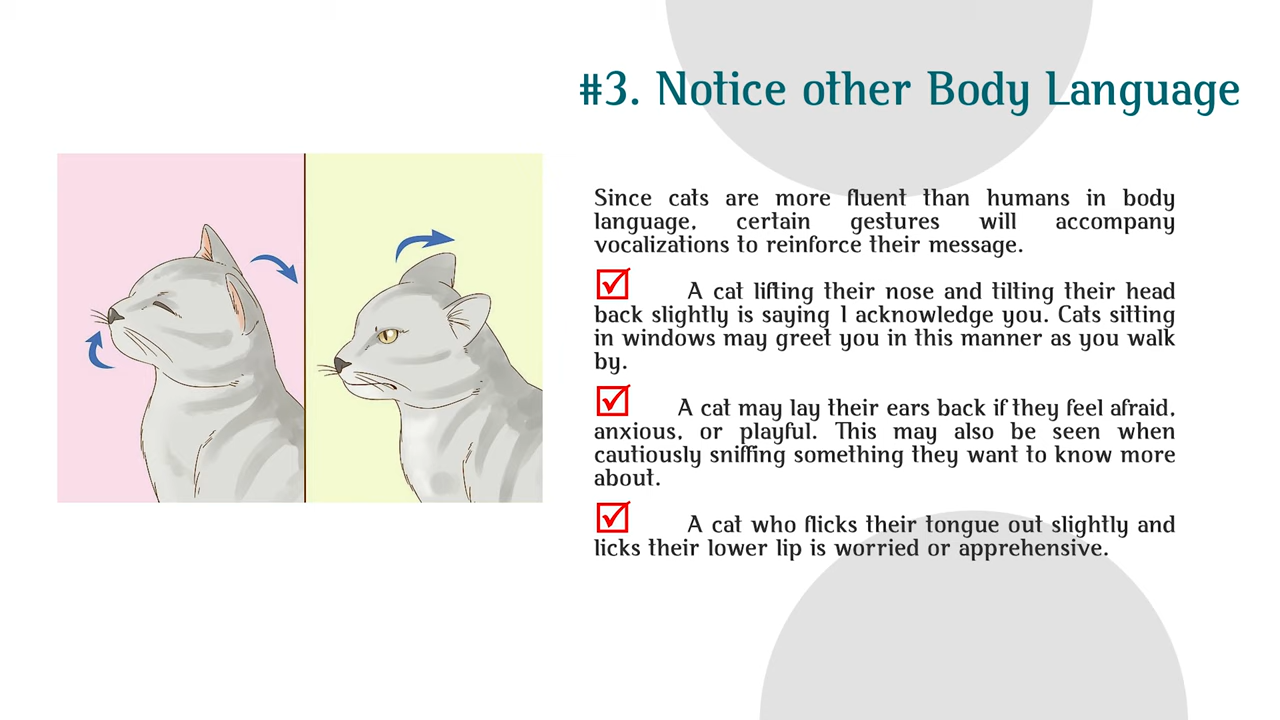 #3. Notice other Body Language
Since cats are more fluent than humans in body
language, certain gestures will accompany
vocalizations to reinforce their message.
A cat lifting their nose and tilting their head
back slightly is saying I acknowledge you. Cats sitting
in windows may greet you in this manner as you walk
by.
A cat may lay their ears back if they feel afraid,
anxious, or playful. This may also be seen when
cautiously sniffing something they want to know more
about.
A cat who flicks their tongue out slightly and
licks their lower lip is worried or apprehensive.